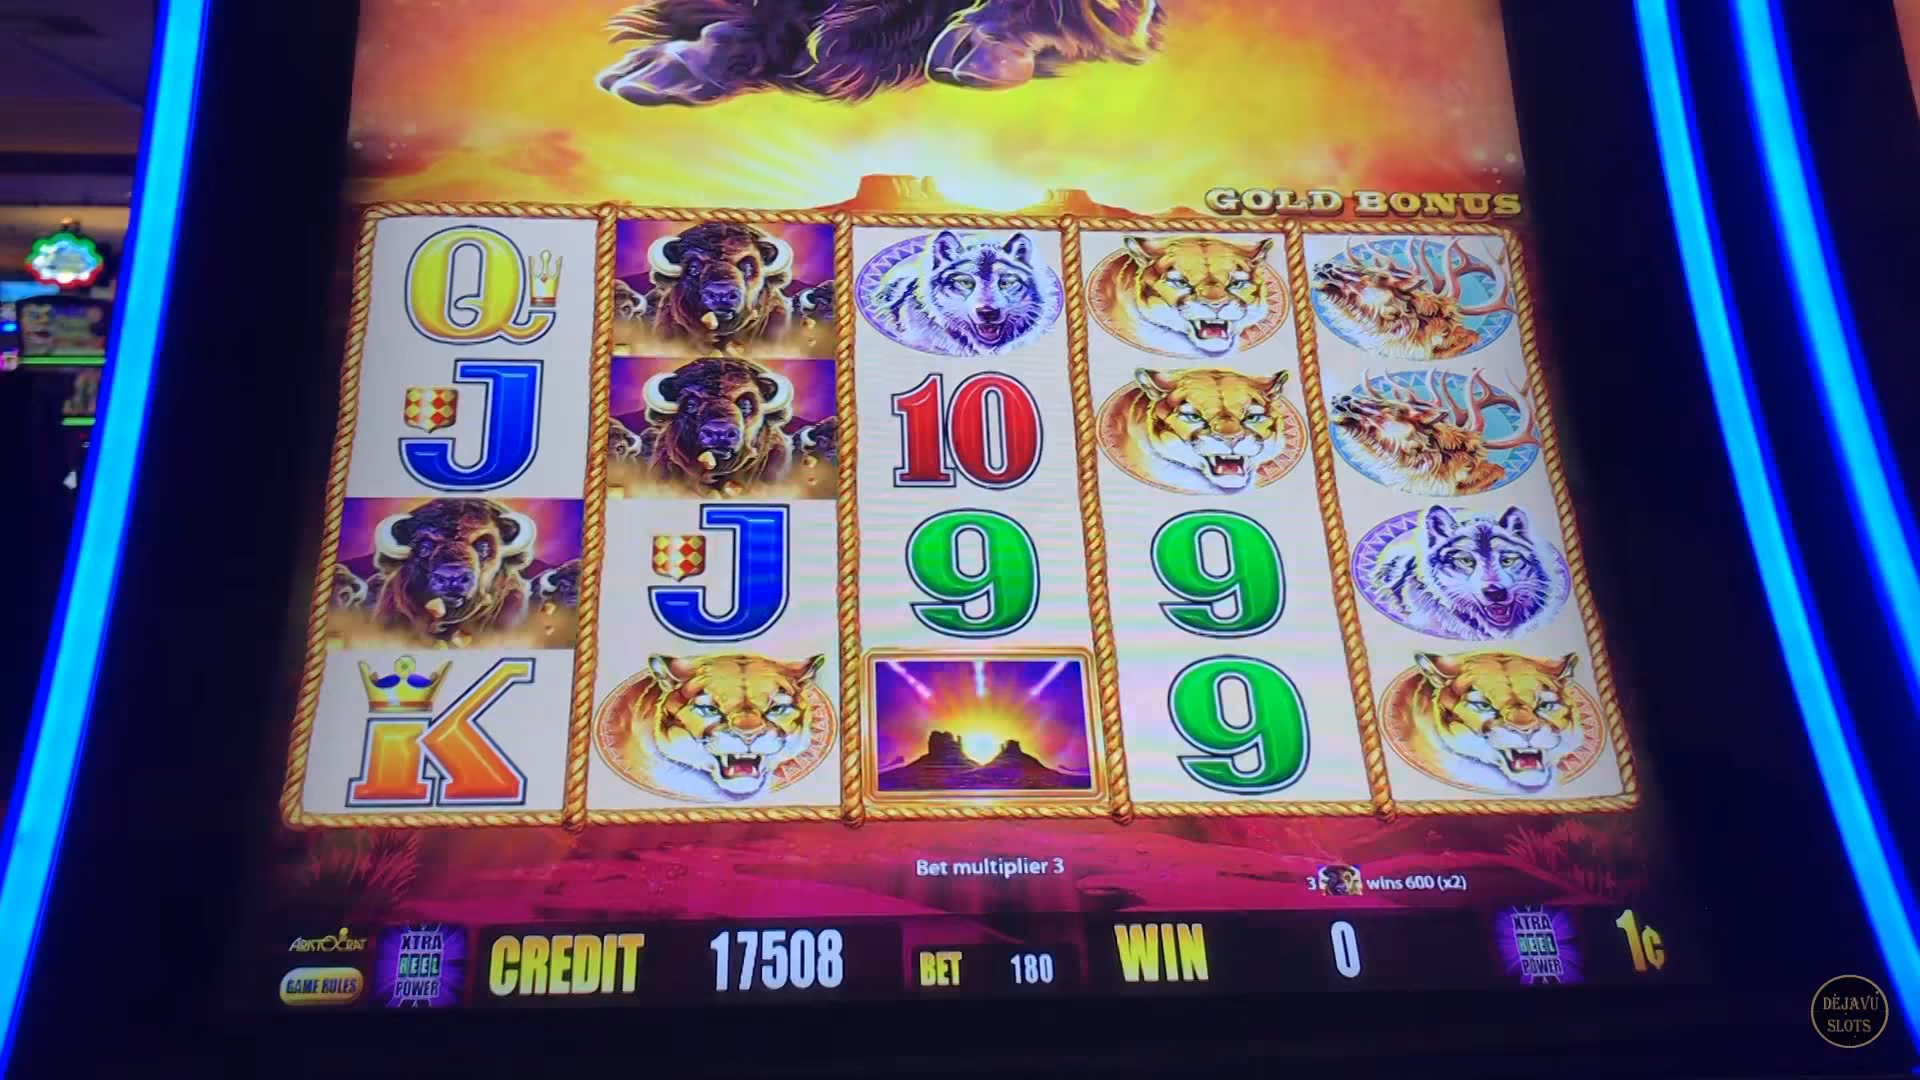 GOLD BONUS
Q
J
10
9
9
J
K
9
Bet multiplier 3
3 wins 600 (x2)
ARISTOCRAT
GAME RULES
XTRA
REEL
POWER
CREDIT 17508
BET 180
WIN 0
XTRA
REEL
POWER
1¢
DÉJÀVU
SLOTS